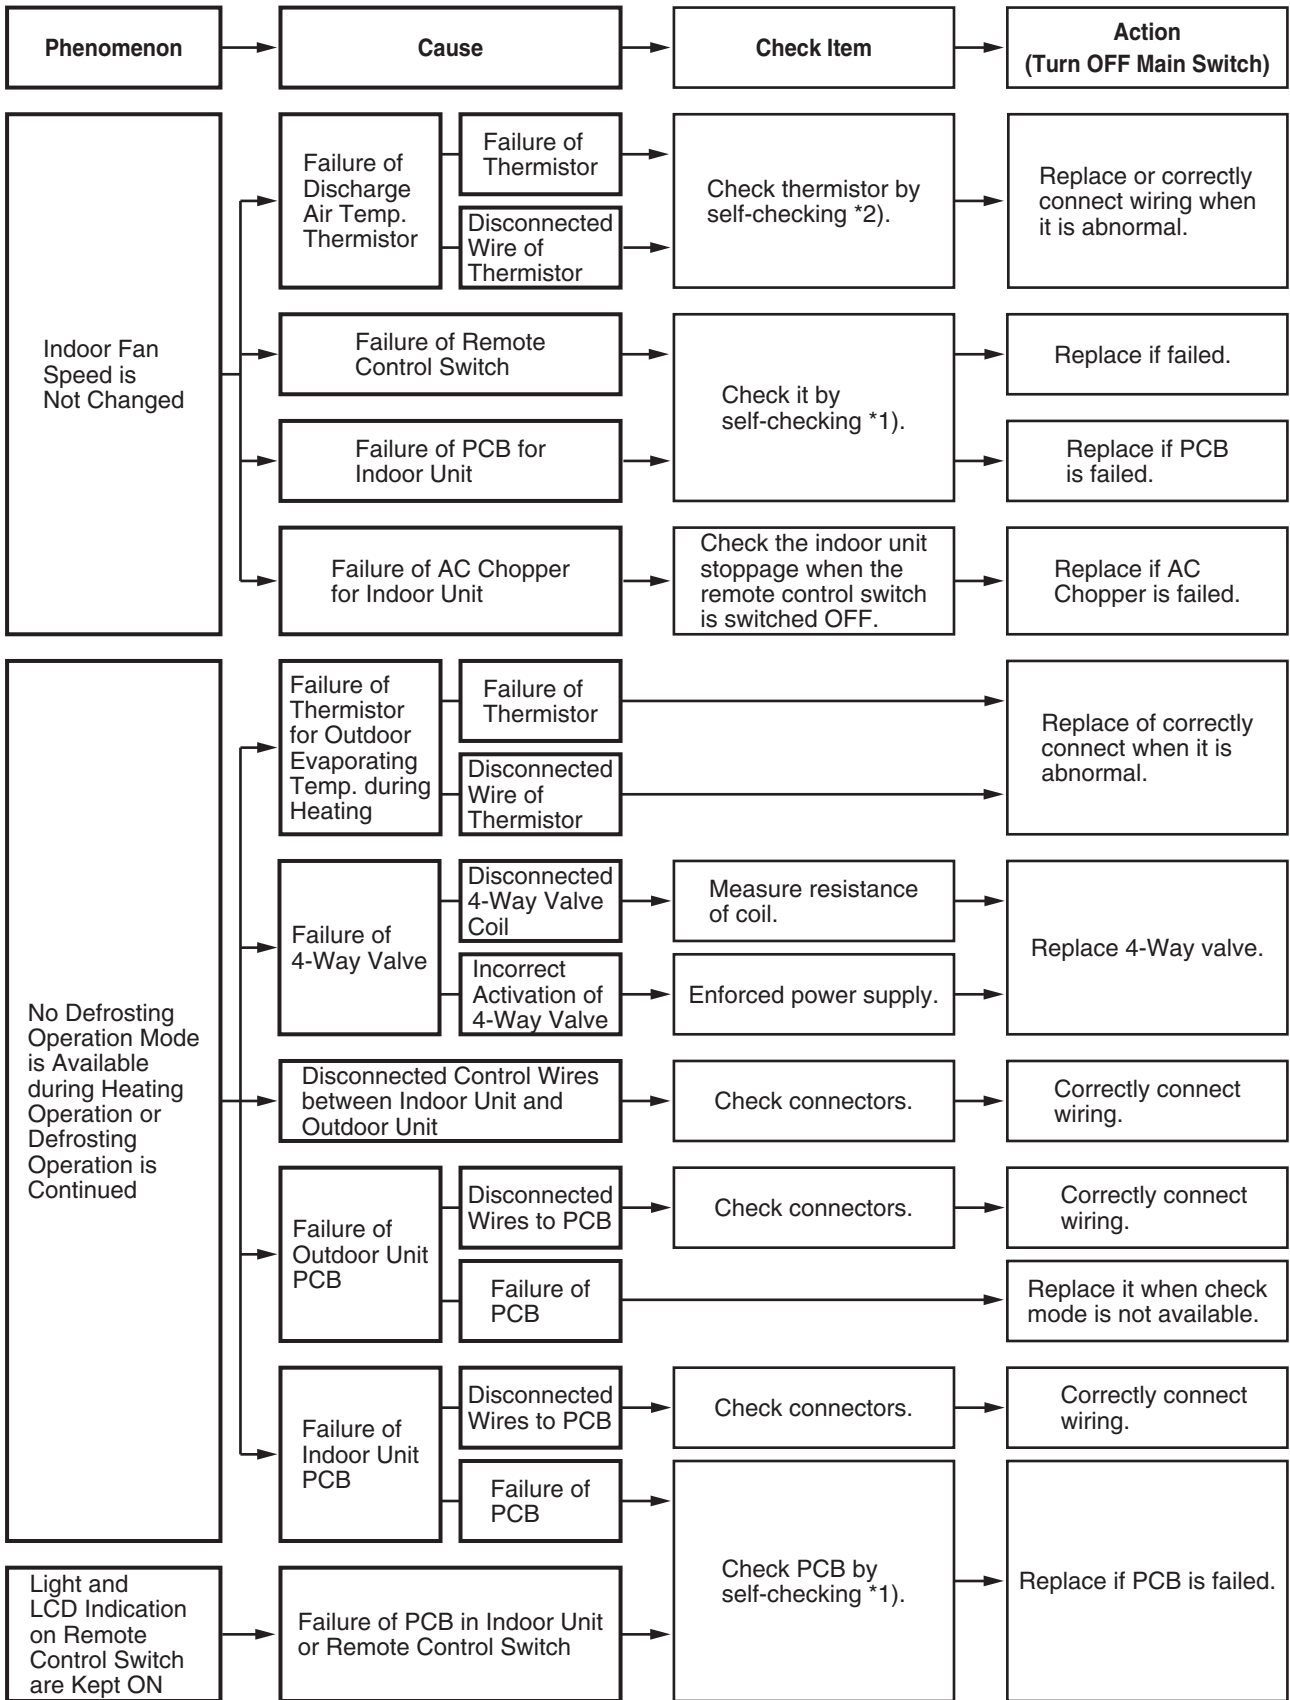 Phenomenon
Cause
Check Item
Action
(Turn OFF Main Switch)
Indoor Fan
Speed is
Not Changed
Failure of
Discharge
Air Temp.
Thermistor
Failure of
Thermistor
Disconnected
Wire of
Thermistor
Check thermistor by
self-checking *2).
Replace or correctly
connect wiring when
it is abnormal.
Failure of Remote
Control Switch
Check it by
self-checking *1).
Replace if failed.
Failure of PCB for
Indoor Unit
Replace if PCB
is failed.
Failure of AC Chopper
for Indoor Unit
Check the indoor unit
stoppage when the
remote control switch
is switched OFF.
Replace if AC
Chopper is failed.
No Defrosting
Operation Mode
is Available
during Heating
Operation or
Defrosting
Operation is
Continued
Failure of
Thermistor
for Outdoor
Evaporating
Temp. during
Heating
Failure of
Thermistor
Disconnected
Wire of
Thermistor
Replace of correctly
connect when it is
abnormal.
Failure of
4-Way Valve
Disconnected
4-Way Valve
Coil
Measure resistance
of coil.
Incorrect
Activation of
4-Way Valve
Enforced power supply.
Replace 4-Way valve.
Disconnected Control Wires
between Indoor Unit and
Outdoor Unit
Check connectors.
Correctly connect
wiring.
Failure of
Outdoor Unit
PCB
Disconnected
Wires to PCB
Check connectors.
Correctly connect
wiring.
Failure of
PCB
Replace it when check
mode is not available.
Failure of
Indoor Unit
PCB
Disconnected
Wires to PCB
Check connectors.
Correctly connect
wiring.
Failure of
PCB
Check PCB by
self-checking *1).
Replace if PCB is failed.
Light and
LCD Indication
on Remote
Control Switch
are Kept ON
Failure of PCB in Indoor Unit
or Remote Control Switch